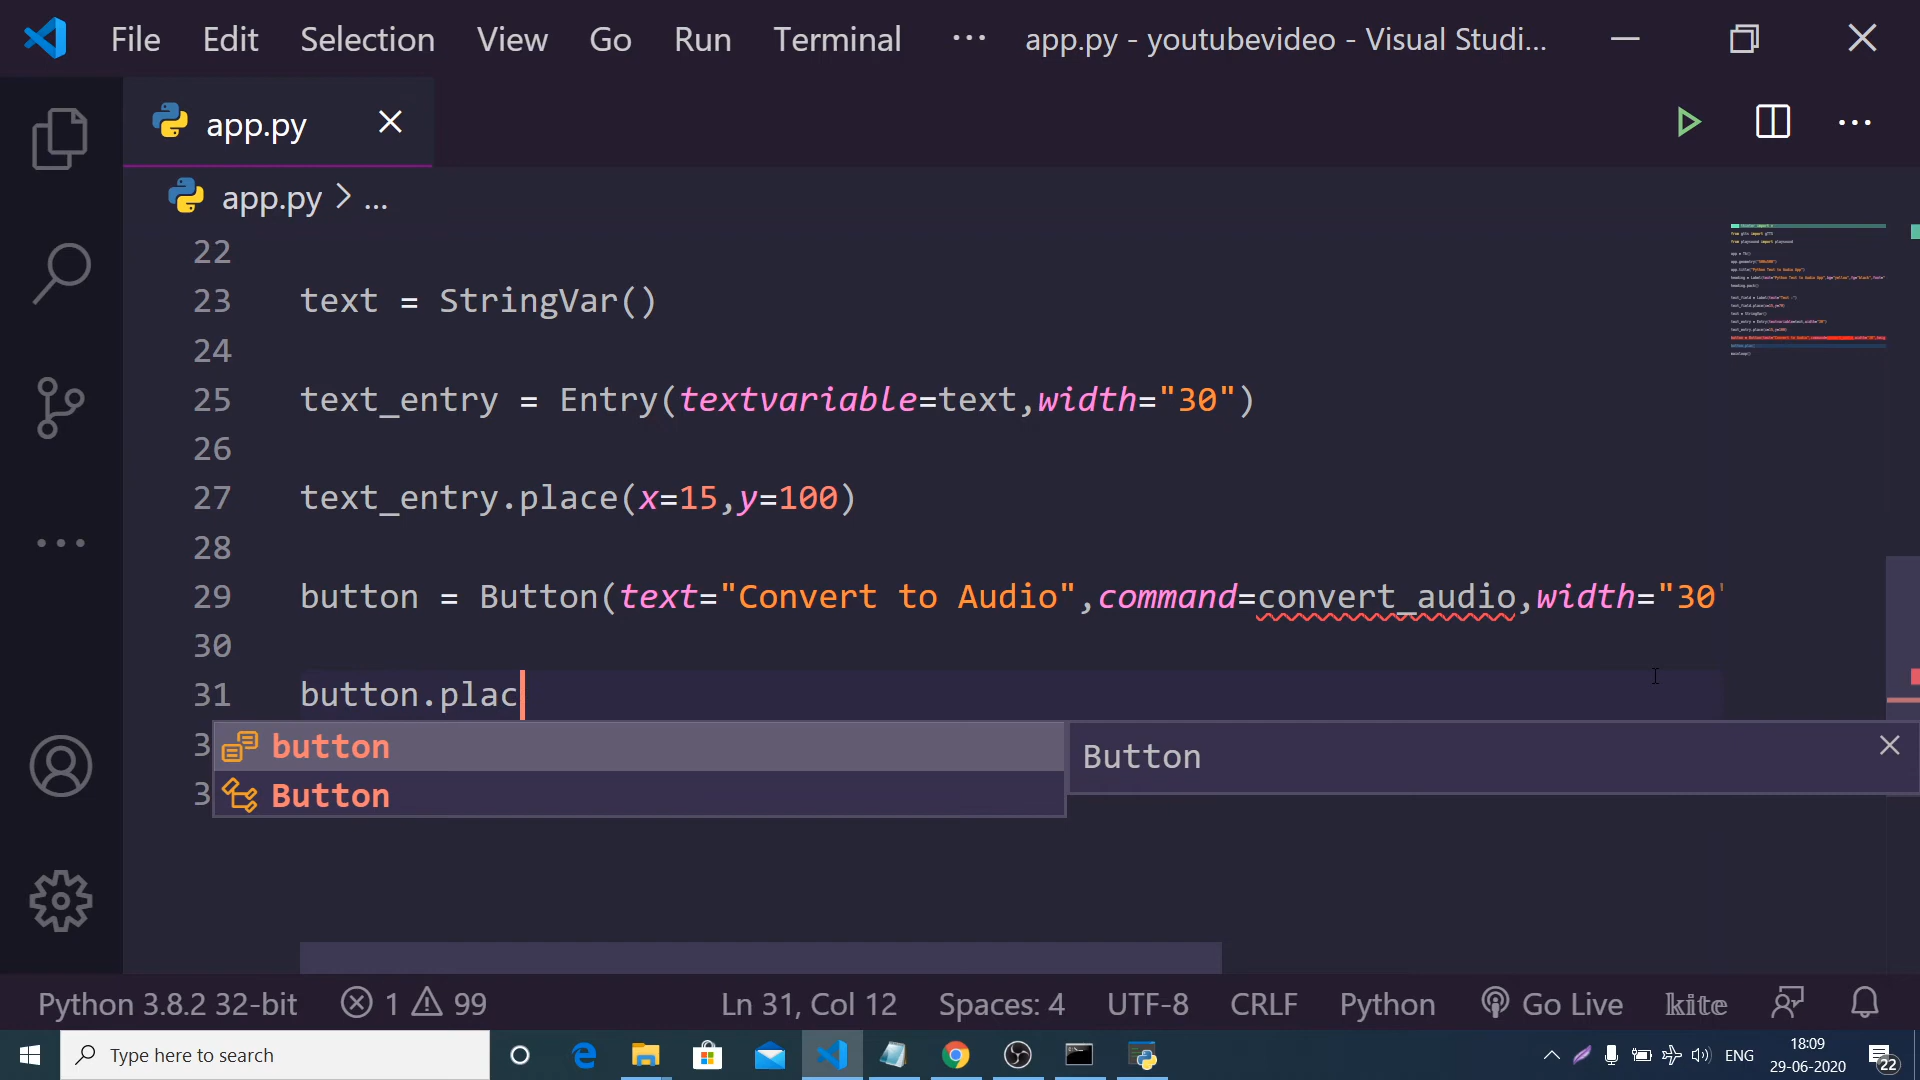 File Edit Selection View Go Run Terminal ··· app.py - youtubevideo - Visual Studi...
app.py
app.py > ...
22
23 text = StringVar()
24
25 text_entry = Entry(textvariable=text,width="30")
26
27 text_entry.place(x=15,y=100)
28
29 button = Button(text="Convert to Audio",command=convert_audio,width="30"
30
31 button.plac
3 button Button
3 Button
Python 3.8.2 32-bit 1 99 Ln 31, Col 12 Spaces: 4 UTF-8 CRLF Python Go Live kite
Type here to search ENG 18:09
29-06-2020 22